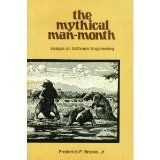 the
mythical
man-month
Essays on Software Engineering
Frederick P. Brooks, Jr.